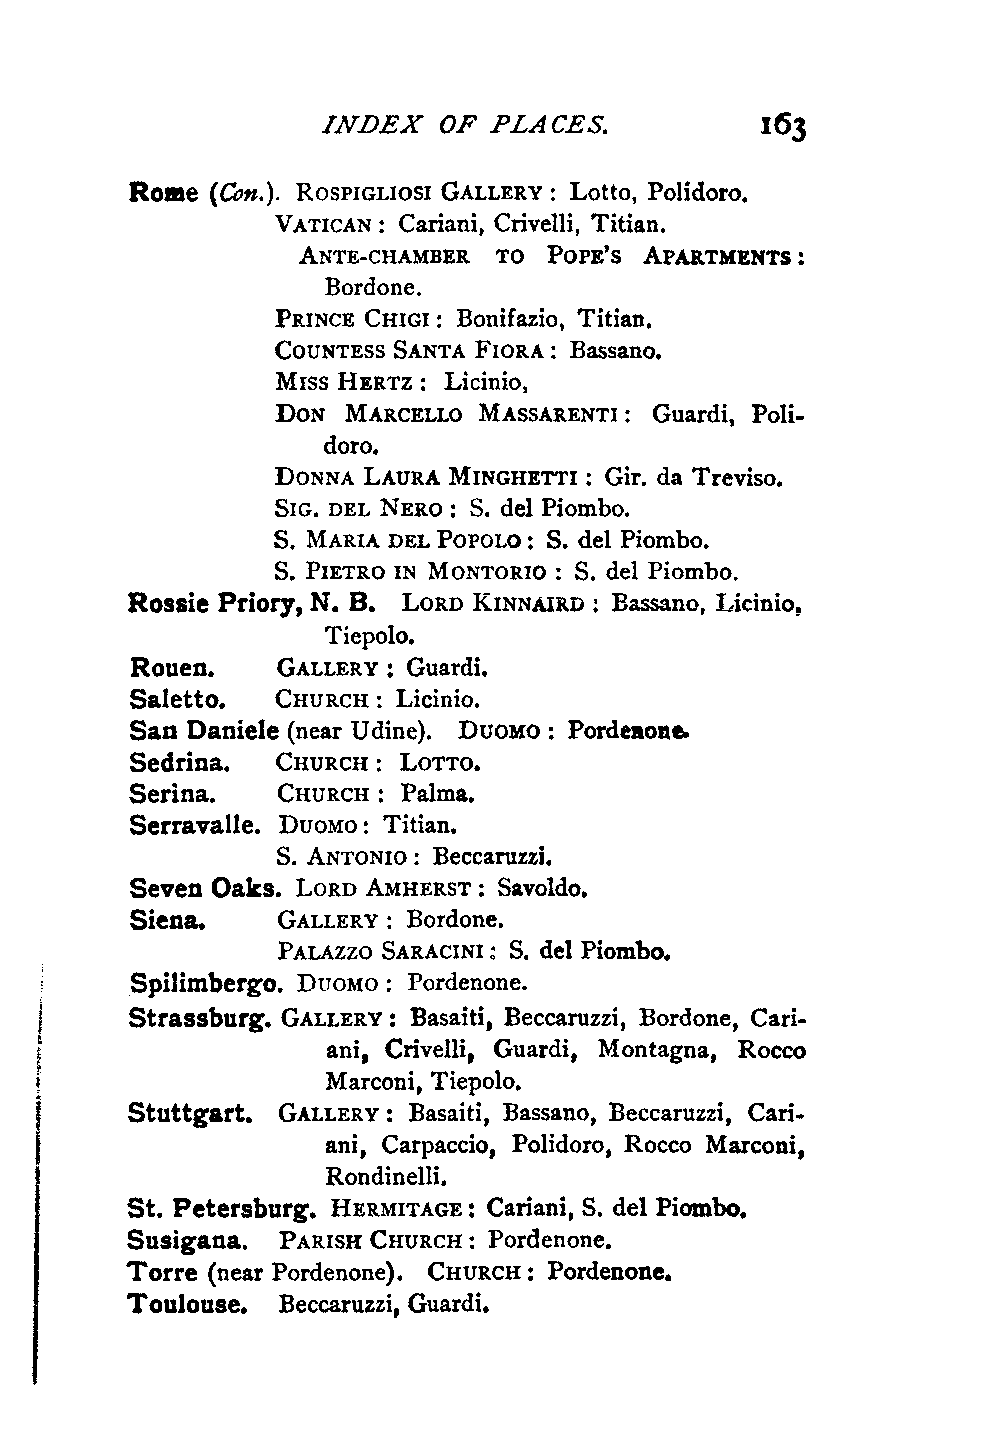 INDEX OF PLACES. 163
Rome (Con.). ROSPIGLIOSI GALLERY : Lotto, Polidoro.
VATICAN : Cariani, Crivelli, Titian.
ANTE-CHAMBER TO POPE'S APARTMENTS :
Bordone.
PRINCE CHIGI : Bonifazio, Titian.
COUNTESS SANTA FIORA : Bassano.
MISS HERTZ : Licinio,
DON MARCELLO MASSARENTI : Guardi, Poli-
doro.
DONNA LAURA MINGHETTI : Gir. da Treviso.
SIG. DEL NERO : S. del Piombo.
S. MARIA DEL POPOLO : S. del Piombo.
S. PIETRO IN MONTORIO : S. del Piombo.
Rossie Priory, N. B. LORD KINNAIRD : Bassano, Licinio,
Tiepolo.
Rouen. GALLERY : Guardi.
Saletto. CHURCH : Licinio.
San Daniele (near Udine). DUOMO : Pordenone.
Sedrina. CHURCH : LOTTO.
Serina. CHURCH : Palma.
Serravalle. DUOMO : Titian.
S. ANTONIO : Beccaruzzi.
Seven Oaks. LORD AMHERST : Savoldo.
Siena. GALLERY : Bordone.
PALAZZO SARACINI : S. del Piombo.
Spilimbergo. DUOMO : Pordenone.
Strassburg. GALLERY : Basaiti, Beccaruzzi, Bordone, Cari-
ani, Crivelli, Guardi, Montagna, Rocco
Marconi, Tiepolo.
Stuttgart. GALLERY : Basaiti, Bassano, Beccaruzzi, Cari-
ani, Carpaccio, Polidoro, Rocco Marconi,
Rondinelli.
St. Petersburg. HERMITAGE : Cariani, S. del Piombo.
Susigana. PARISH CHURCH : Pordenone.
Torre (near Pordenone). CHURCH : Pordenone.
Toulouse. Beccaruzzi, Guardi.